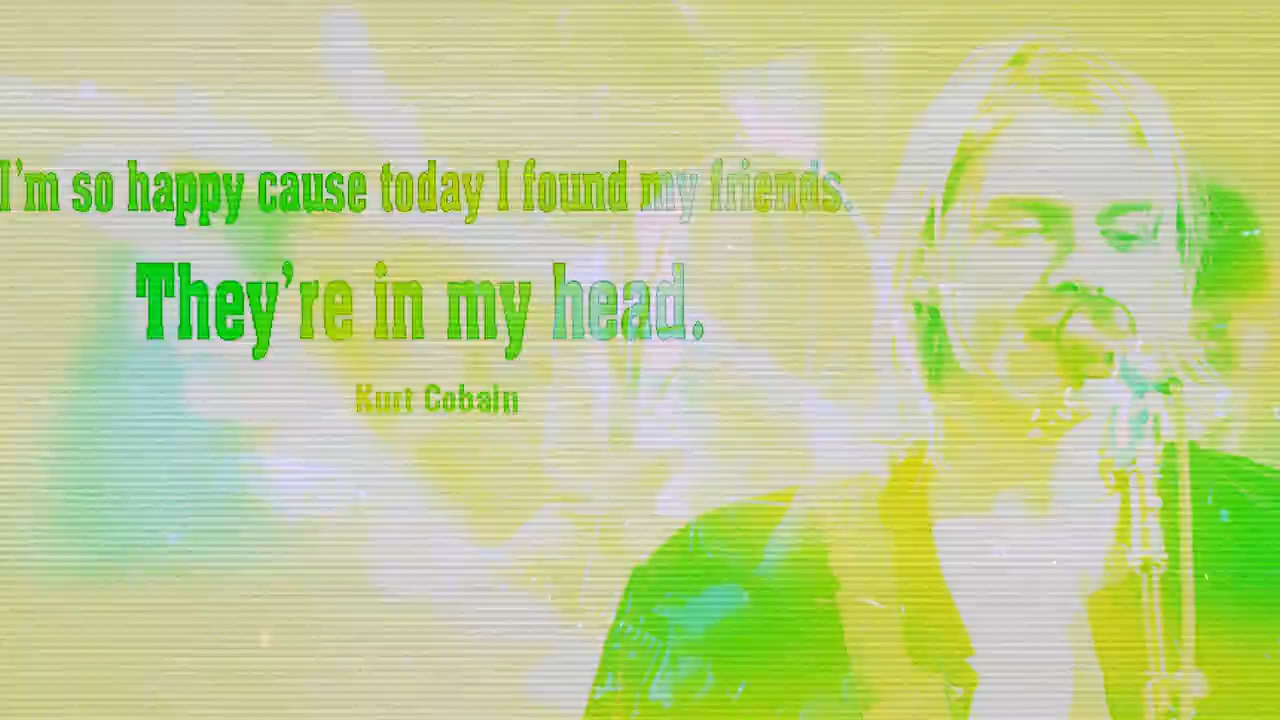 I'm so happy cause today I found my friends.
They're in my head.
Kurt Cobain